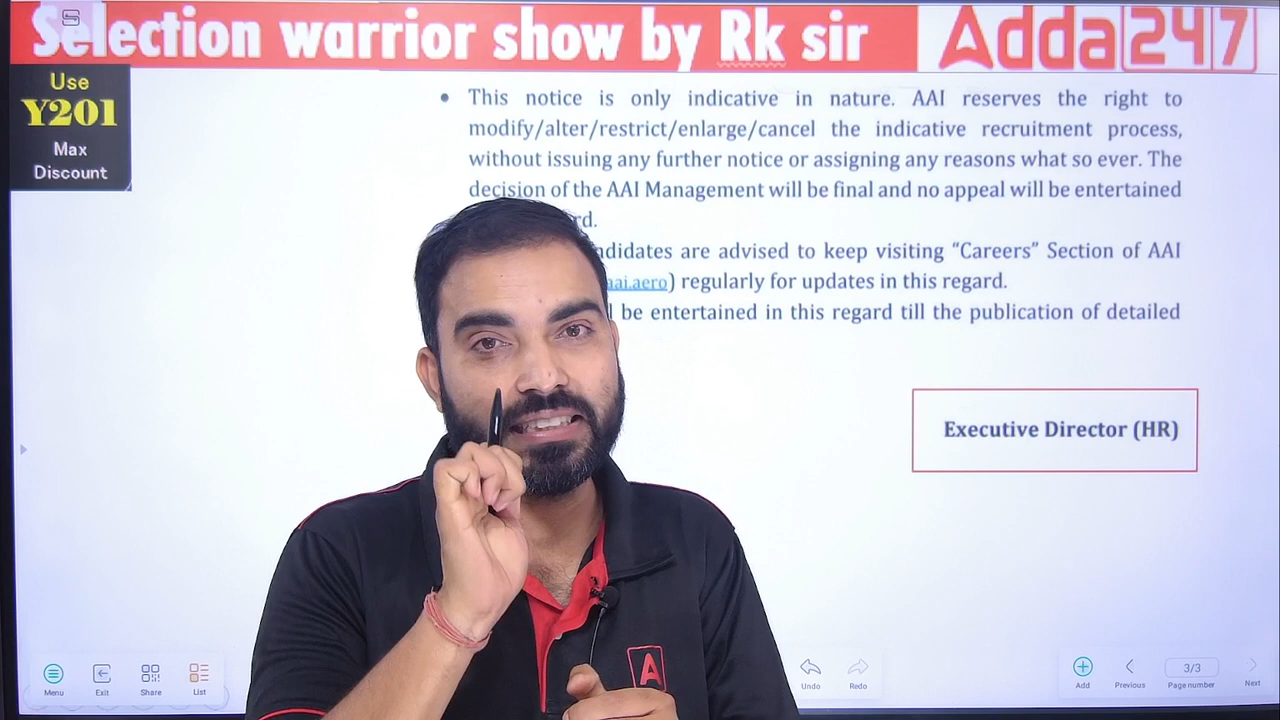 Selection warrior show by Rk sir
Adda247
Use
Y201
Max
Discount
• This notice is only indicative in nature. AAI reserves the right to
modify/alter/restrict/enlarge/cancel the indicative recruitment process,
without issuing any further notice or assigning any reasons what so ever. The
decision of the AAI Management will be final and no appeal will be entertained
rd.
ndidates are advised to keep visiting “Careers” Section of AAI
aai.aero) regularly for updates in this regard.
l be entertained in this regard till the publication of detailed
Executive Director (HR)
A
Menu
Exit
Share
List
Undo
Redo
Add
Previous
3/3
Page number
Next